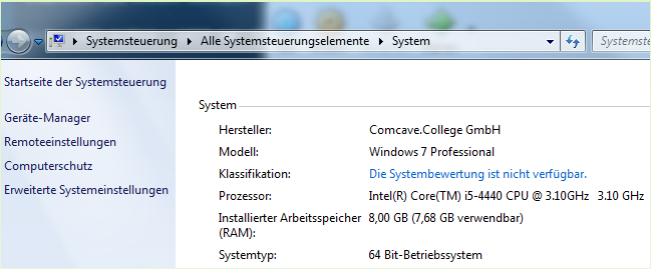 Systemsteuerung ▸ Alle Systemsteuerungselemente ▸ System
Systemste
Startseite der Systemsteuerung
Geräte-Manager
Remoteeinstellungen
Computerschutz
Erweiterte Systemeinstellungen
System
Hersteller: Comcave.College GmbH
Modell: Windows 7 Professional
Klassifikation: Die Systembewertung ist nicht verfügbar.
Prozessor: Intel(R) Core(TM) i5-4440 CPU @ 3.10GHz 3.10 GHz
Installierter Arbeitsspeicher 8,00 GB (7,68 GB verwendbar)
(RAM):
Systemtyp: 64 Bit-Betriebssystem